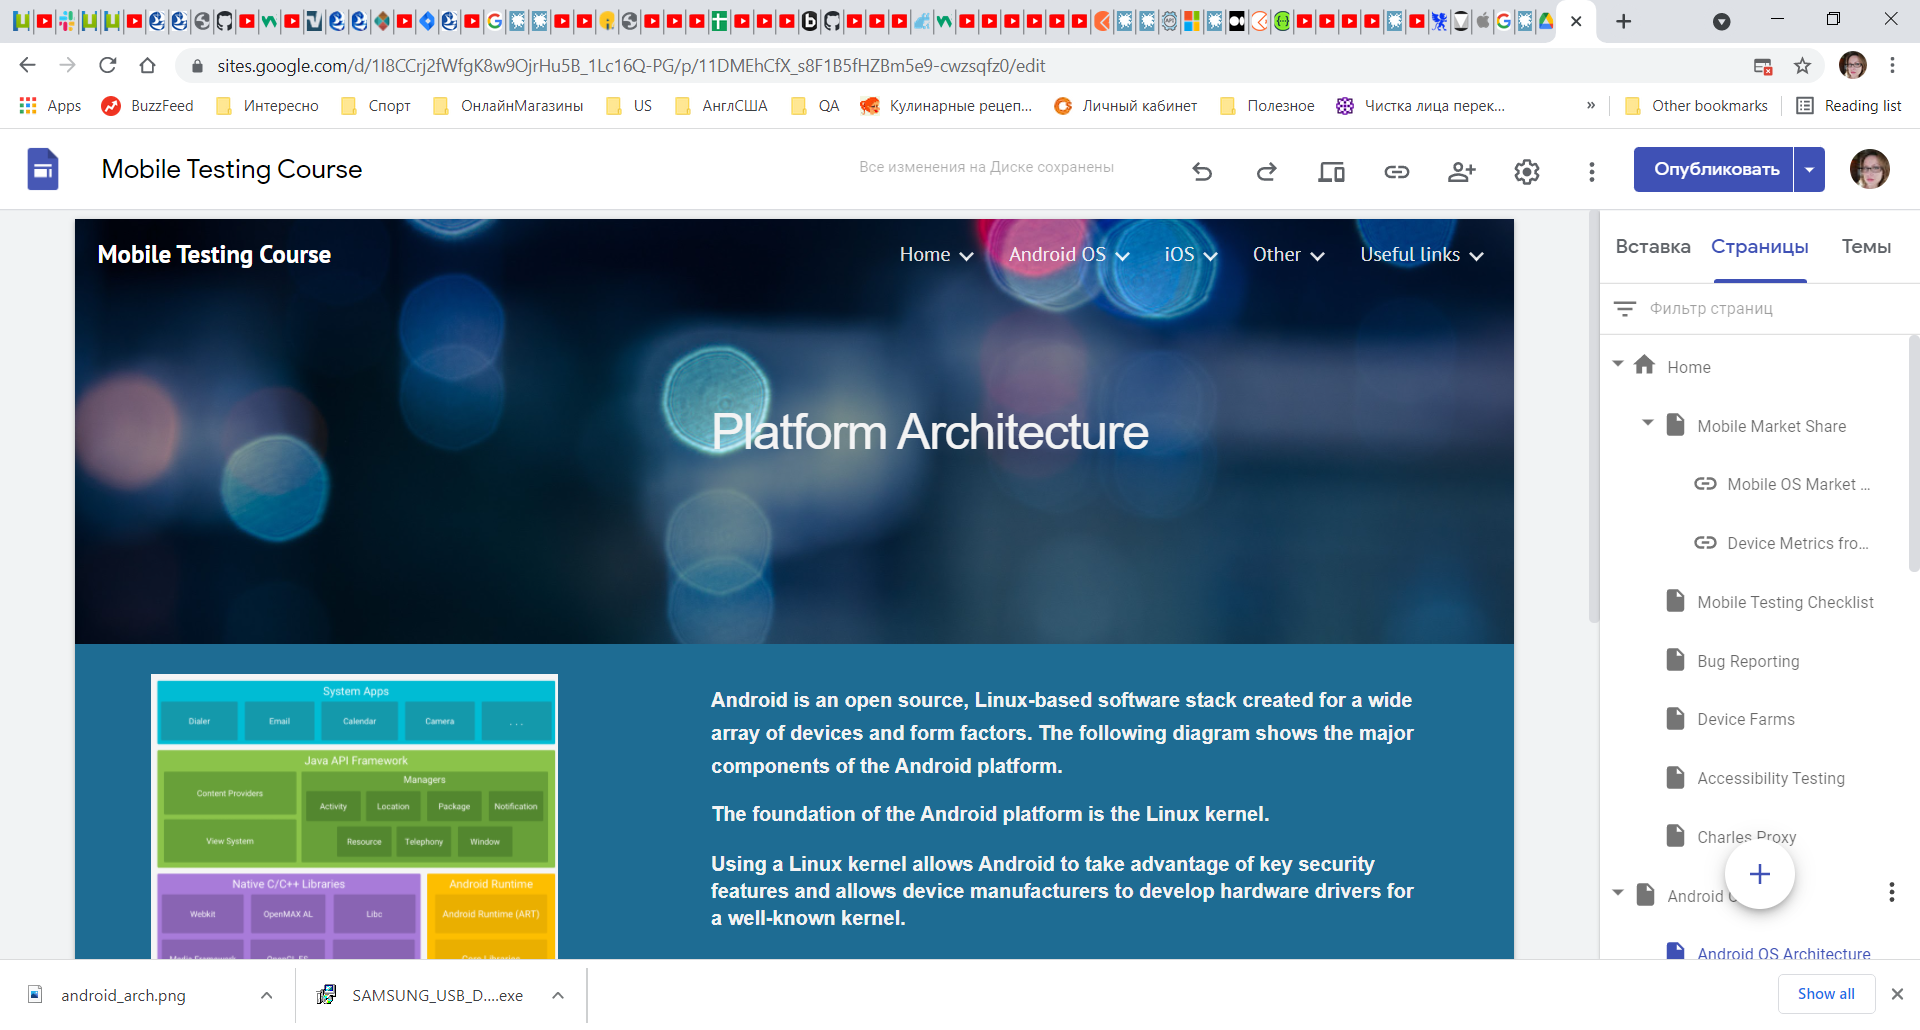 sites.google.com/d/1I8CCrj2fWfgK8w9OjrHu5B_1Lc16Q-PG/p/11DMEhCfX_s8F1B5fHZBm5e9-cwzsqfz0/edit
Apps BuzzFeed Интересно Спорт ОнлайнМагазины US АнглСША QA Кулинарные рецеп... Личный кабинет Полезное Чистка лица перек... » Other bookmarks Reading list
Mobile Testing Course Все изменения на Диске сохранены Опубликовать
Mobile Testing Course Home Android OS iOS Other Useful links
Platform Architecture
System Apps
Dialer Email Calendar Camera . . .
Java API Framework
Managers
Content Providers
Activity Location Package Notification
View System
Resource Telephony Window
Native C/C++ Libraries Android Runtime
Webkit OpenMAX AL Libc Android Runtime (ART)
Media Framework OpenGL ES Core Libraries
Android is an open source, Linux-based software stack created for a wide
array of devices and form factors. The following diagram shows the major
components of the Android platform.
The foundation of the Android platform is the Linux kernel.
Using a Linux kernel allows Android to take advantage of key security
features and allows device manufacturers to develop hardware drivers for
a well-known kernel.
Вставка Страницы Темы
Фильтр страниц
Home
Mobile Market Share
Mobile OS Market ...
Device Metrics fro...
Mobile Testing Checklist
Bug Reporting
Device Farms
Accessibility Testing
Charles Proxy
Android
Android OS Architecture
android_arch.png SAMSUNG_USB_D....exe Show all